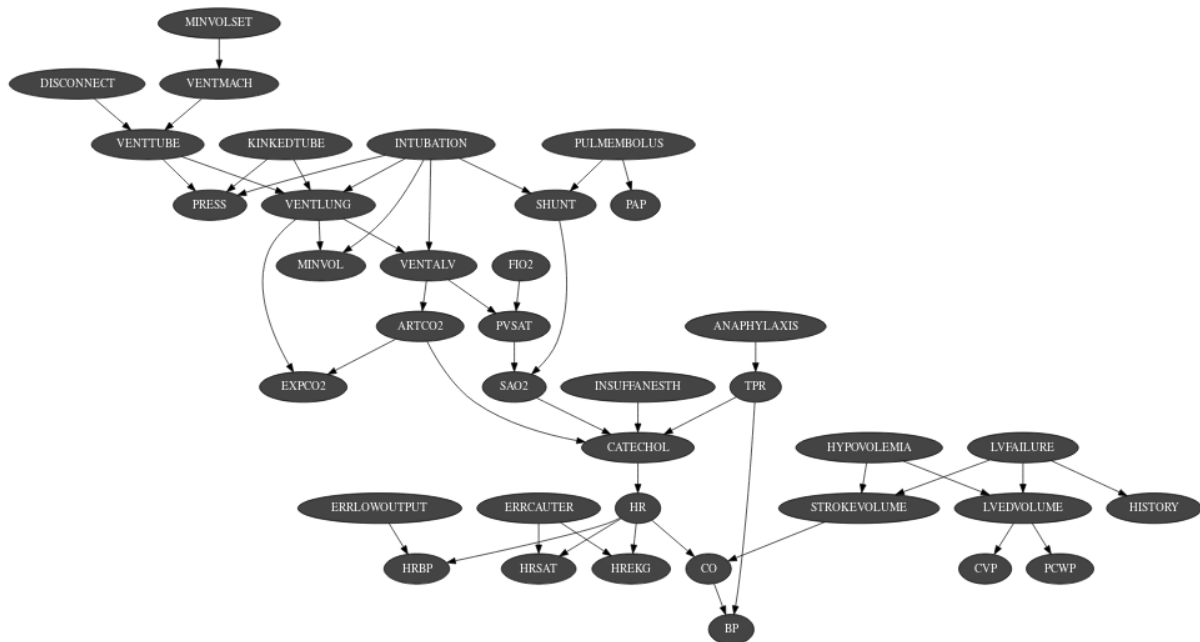 MINVOLSET
DISCONNECT
VENTMACH
VENTTUBE
KINKEDTUBE
INTUBATION
PULMEMBOLUS
PRESS
VENTLUNG
SHUNT
PAP
MINVOL
VENTALV
FIO2
ARTCO2
PVSAT
ANAPHYLAXIS
EXPCO2
SAO2
INSUFFANESTH
TPR
CATECHOL
HYPOVOLEMIA
LVFAILURE
ERRLOWOUTPUT
ERRCAUTER
HR
STROKEVOLUME
LVEDVOLUME
HISTORY
HRBP
HRSAT
HREKG
CO
CVP
PCWP
BP